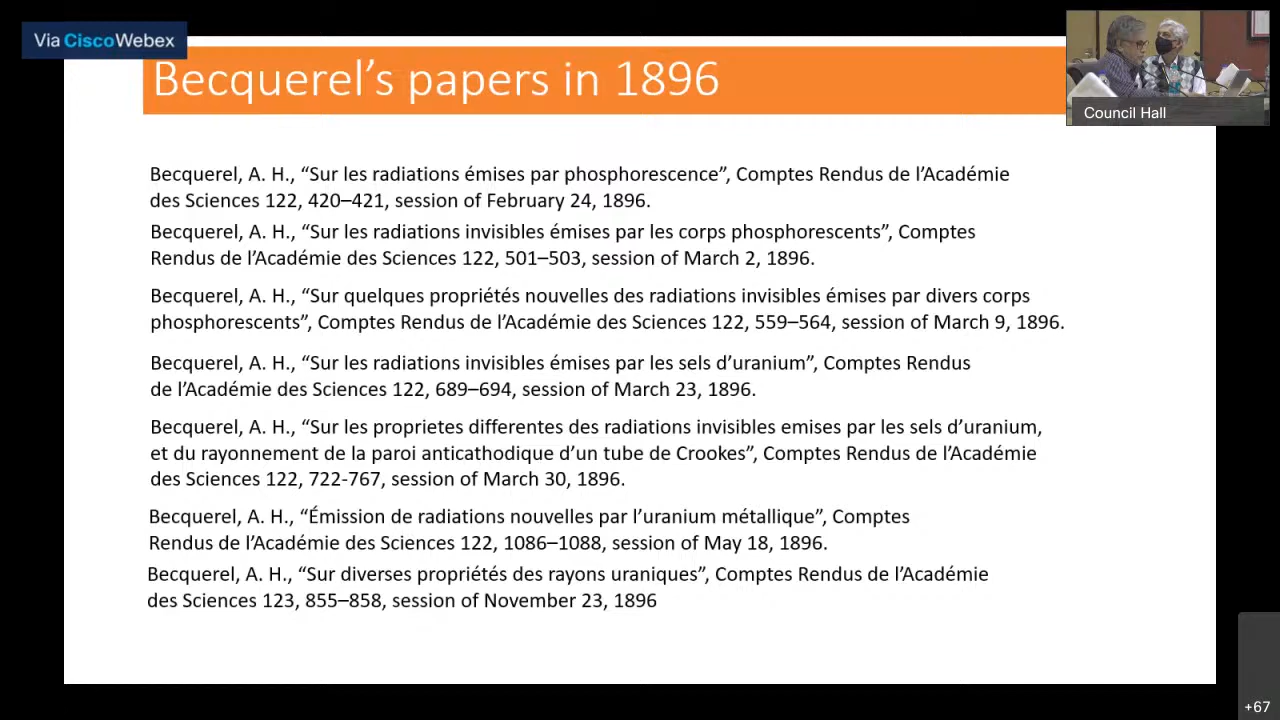 Via CiscoWebex
Becquerel's papers in 1896
Council Hall
Becquerel, A. H., “Sur les radiations émises par phosphorescence”, Comptes Rendus de l’Académie
des Sciences 122, 420–421, session of February 24, 1896.
Becquerel, A. H., “Sur les radiations invisibles émises par les corps phosphorescents”, Comptes
Rendus de l’Académie des Sciences 122, 501–503, session of March 2, 1896.
Becquerel, A. H., “Sur quelques propriétés nouvelles des radiations invisibles émises par divers corps
phosphorescents”, Comptes Rendus de l’Académie des Sciences 122, 559–564, session of March 9, 1896.
Becquerel, A. H., “Sur les radiations invisibles émises par les sels d’uranium”, Comptes Rendus
de l’Académie des Sciences 122, 689–694, session of March 23, 1896.
Becquerel, A. H., “Sur les proprietes differentes des radiations invisibles emises par les sels d’uranium,
et du rayonnement de la paroi anticathodique d’un tube de Crookes”, Comptes Rendus de l’Académie
des Sciences 122, 722-767, session of March 30, 1896.
Becquerel, A. H., “Émission de radiations nouvelles par l’uranium métallique”, Comptes
Rendus de l’Académie des Sciences 122, 1086–1088, session of May 18, 1896.
Becquerel, A. H., “Sur diverses propriétés des rayons uraniques”, Comptes Rendus de l’Académie
des Sciences 123, 855–858, session of November 23, 1896
+67